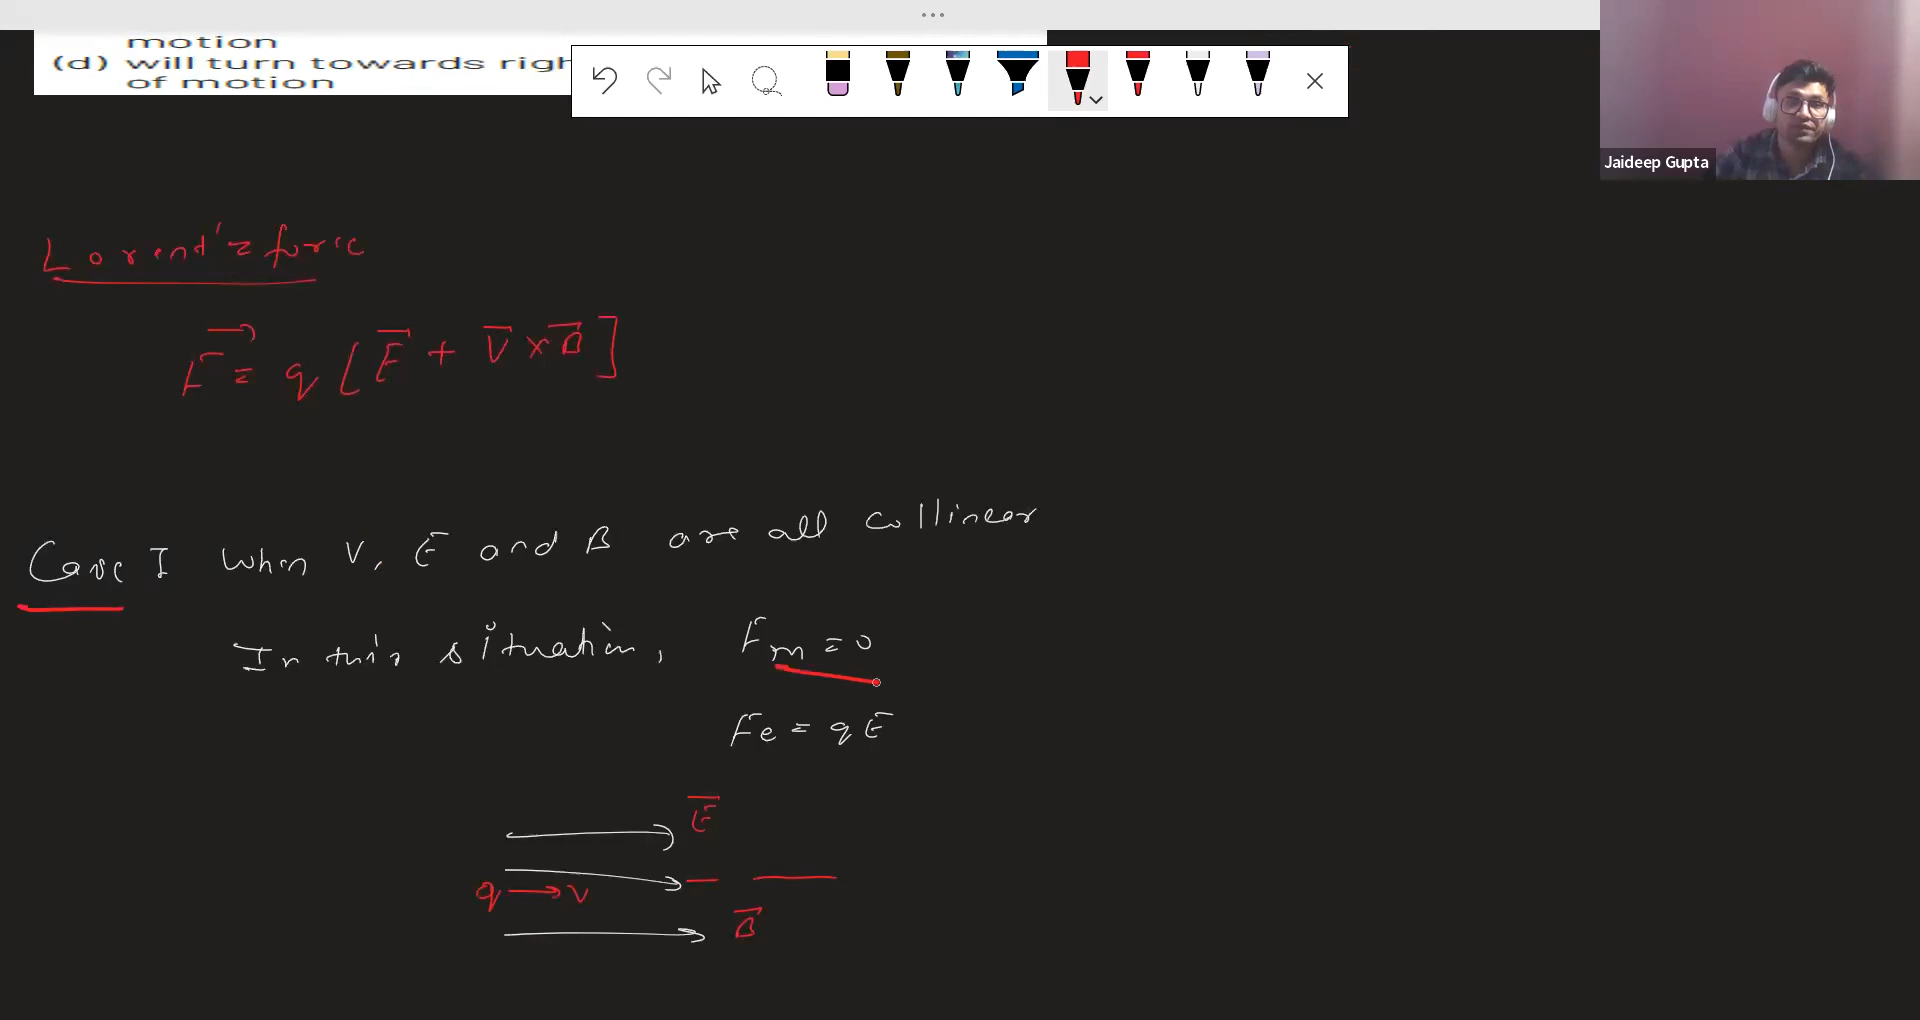 motion
(d) will turn towards righ
of motion
Jaideep Gupta
Lorent'z force
F = q [E + V × B]
Case I When V, E and B are all collinear
In this situation, Fm = 0
Fe = qE
E
q → V
B